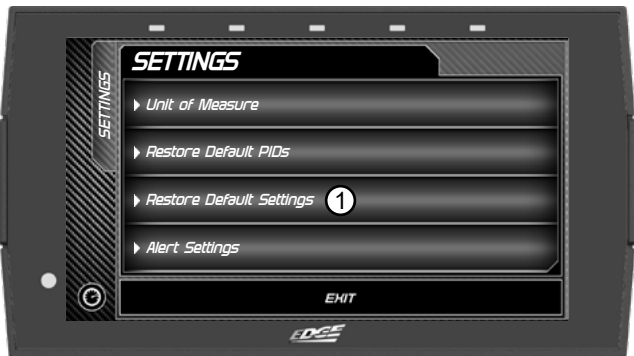 SETTINGS
SETTINGS
Unit of Measure
Restore Default PIDs
Restore Default Settings 1
Alert Settings
EXIT
EDGE